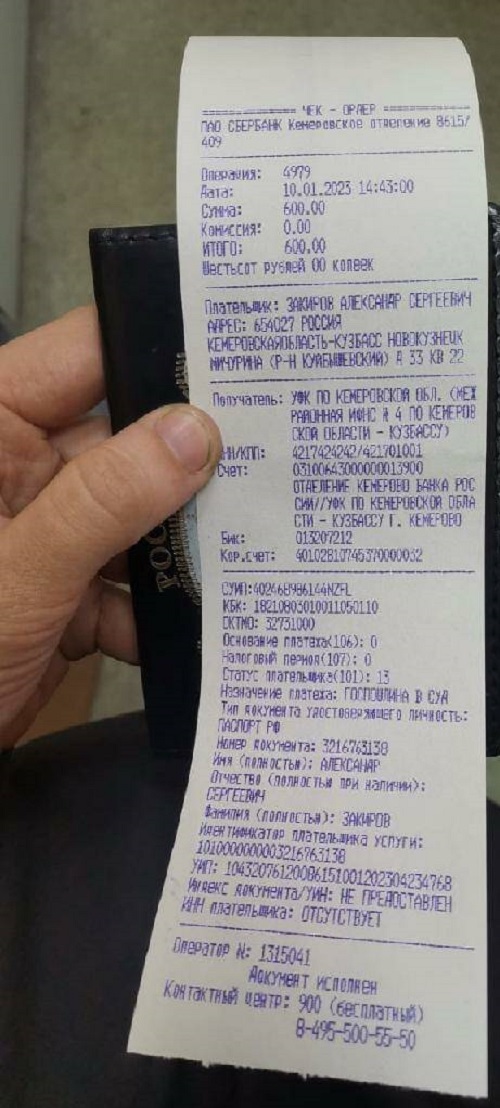 ЧЕК - ОРДЕР
ПАО СБЕРБАНК Кемеровское отделение 8615/
409
Операция: 4979
Дата: 10.01.2023 14:43:00
Сумма: 600.00
Комиссия: 0.00
ИТОГО: 600.00
Шестьсот рублей 00 копеек
Плательщик: ЗАКИРОВ АЛЕКСАНДР СЕРГЕЕВИЧ
АДРЕС: 654027 РОССИЯ
КЕМЕРОВСКАЯОБЛАСТЬ-КУЗБАСС НОВОКУЗНЕЦК
МИЧУРИНА (Р-Н КУЙБЫШЕВСКИЙ) Д 33 КВ 22
Получатель: УФК ПО КЕМЕРОВСКОЙ ОБЛ. (МЕЖ
РАЙОННАЯ ИФНС № 4 ПО КЕМЕРОВ
СКОЙ ОБЛАСТИ - КУЗБАССУ)
НН/КПП: 4217424242/421701001
Счет: 03100643000000013900
ОТДЕЛЕНИЕ КЕМЕРОВО БАНКА РОС
СИИ//УФК ПО КЕМЕРОВСКОЙ ОБЛА
СТИ - КУЗБАССУ Г. КЕМЕРОВО
Бик: 013207212
Кор.счет: 40102810745370000032
СУИП:402468986144NZFL
КБК: 18210803010011050110
ОКТМО: 32731000
Основание платежа(106): 0
Налоговый период(107): 0
Статус плательщика(101): 13
Назначение платежа: ГОСПОШЛИНА В СУД
Тип документа удостоверяющего личность:
ПАСПОРТ РФ
Номер документа: 3216763138
Имя (полностью): АЛЕКСАНДР
Отчество (полностью при наличии):
СЕРГЕЕВИЧ
Фамилия (полностью): ЗАКИРОВ
Идентификатор плательщика услуги:
1010000000003216763138
УИП: 10432076120086151001202304234768
Индекс документа/УИН: НЕ ПРЕДОСТАВЛЕН
ИНН плательщика: ОТСУТСТВУЕТ
Оператор №: 1315041
Документ исполнен
Контактный центр: 900 (бесплатный)
8-495-500-55-50
РОС